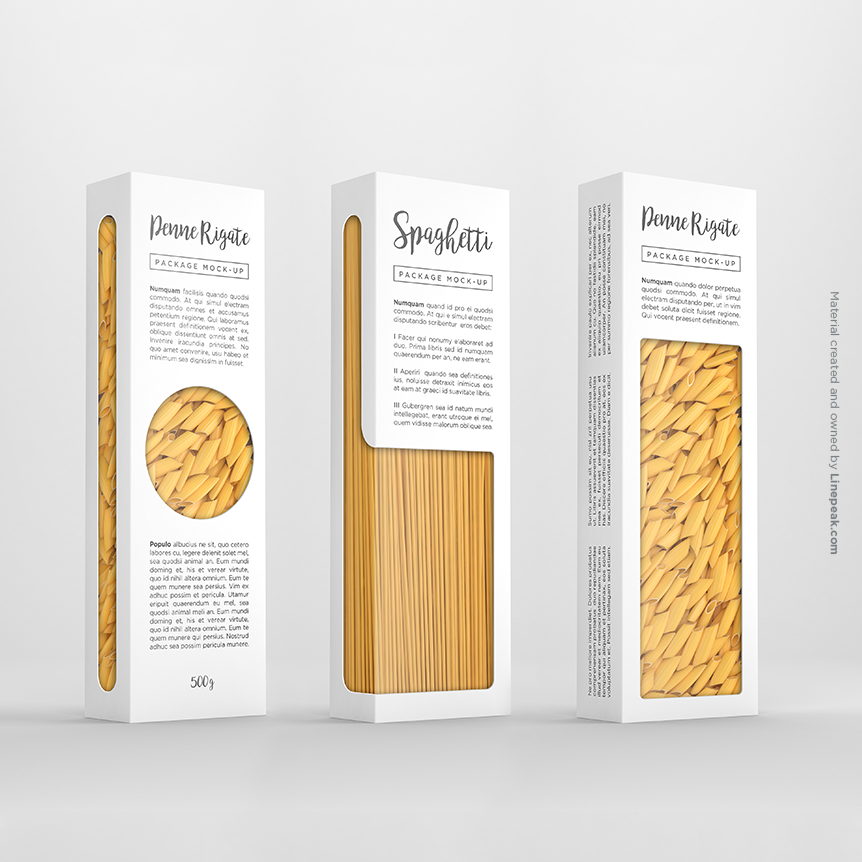 Penne Rigate
PACKAGE MOCK-UP
Numquam facilisis quando quodsi
commodo. At qui simul electram
disputando omnes et accusamus
petentium regione. Qui laboramus
praesent definitionem vocent ex,
oblique dissentiunt omnis at sed.
Invenire iracundia principes. No
quo amet convenire, usu habeo et
minimum sea dignissim in fuisset.
Populo albucius ne sit, quo cetero
labores cu, legere delenit solet mel,
sea quodsi animal an. Eum mundi
doming et, his et verear virtute,
quo id nihil altera omnium. Eum te
quem munere sea persius. Vim ex
adhuc possim et pericula. Utamur
eripuit quaerendum eu mel, sea
quodsi animal meli an. Eum mundi
doming et, his et verear virtute,
quo id nihil altera omnium. Eum te
quem munere qui persius. Nostrud
adhuc sea possim pericula munere.
500g
Spaghetti
PACKAGE MOCK-UP
Numquam quand id pro ei quodsi
commodo. At qui e simul electram
disputando scribentur eros debet:
I Facer qui nonumy elaboraret ad
duo. Prima libris sed id numquam
quaerendum per an, ne eam erant.
II Aperiri quando sea definitiones
ius, noluisse detraxit inimicus eos
at eam at graeci id suavitate libris.
III Gubergren sea id natum mundi
intellegebat, erant utroque ei mel,
quem vidisse malorum oblique sea
Penne Rigate
PACKAGE MOCK-UP
Numquam quando dolor perpetua
quodsi commodo. At qui simul
electram disputando per, ut in vim
debet soluta dicit fuisset regione.
Qui vocent praesent definitionem.
Material created and owned by Linepeak.com